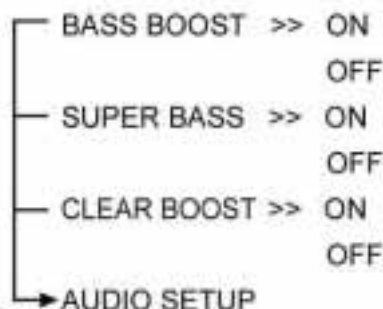 BASS BOOST >> ON
OFF
SUPER BASS >> ON
OFF
CLEAR BOOST >> ON
OFF
AUDIO SETUP